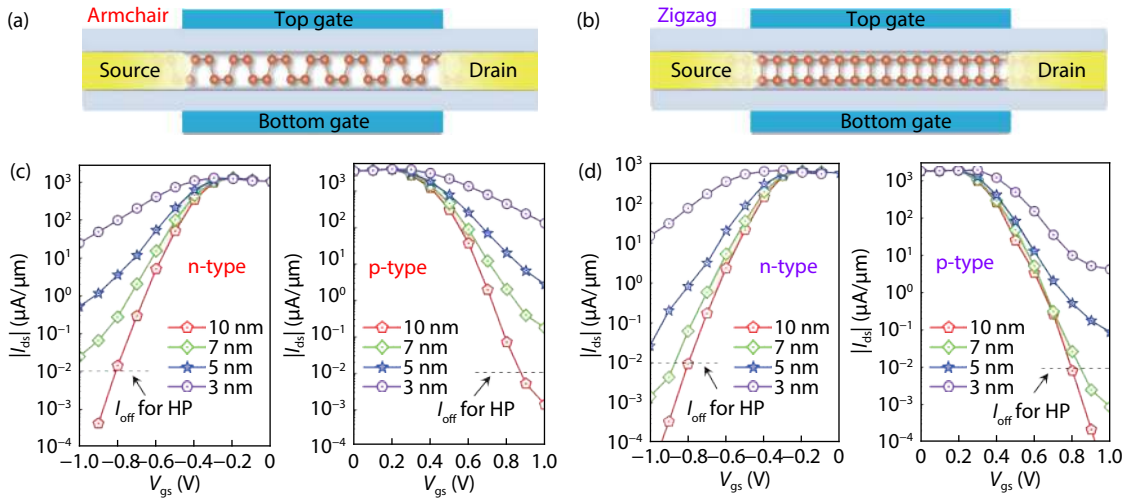 (a)
Armchair
Top gate
Source
Drain
Bottom gate
(b)
Zigzag
Top gate
Source
Drain
Bottom gate
(c)
|I_ds| (μA/μm)
10³
10²
10¹
10⁰
10⁻¹
10⁻²
10⁻³
10⁻⁴
n-type
10 nm
7 nm
5 nm
3 nm
I_off for HP
−1.0 −0.8 −0.6 −0.4 −0.2 0
V_gs (V)
|I_ds| (μA/μm)
10³
10²
10¹
10⁰
10⁻¹
10⁻²
10⁻³
10⁻⁴
p-type
10 nm
7 nm
5 nm
3 nm
I_off for HP
0 0.2 0.4 0.6 0.8 1.0
V_gs (V)
(d)
|I_ds| (μA/μm)
10³
10²
10¹
10⁰
10⁻¹
10⁻²
10⁻³
10⁻⁴
n-type
10 nm
7 nm
5 nm
3 nm
I_off for HP
−1.0 −0.8 −0.6 −0.4 −0.2 0
V_gs (V)
|I_ds| (μA/μm)
10³
10²
10¹
10⁰
10⁻¹
10⁻²
10⁻³
10⁻⁴
p-type
10 nm
7 nm
5 nm
3 nm
I_off for HP
0 0.2 0.4 0.6 0.8 1.0
V_gs (V)